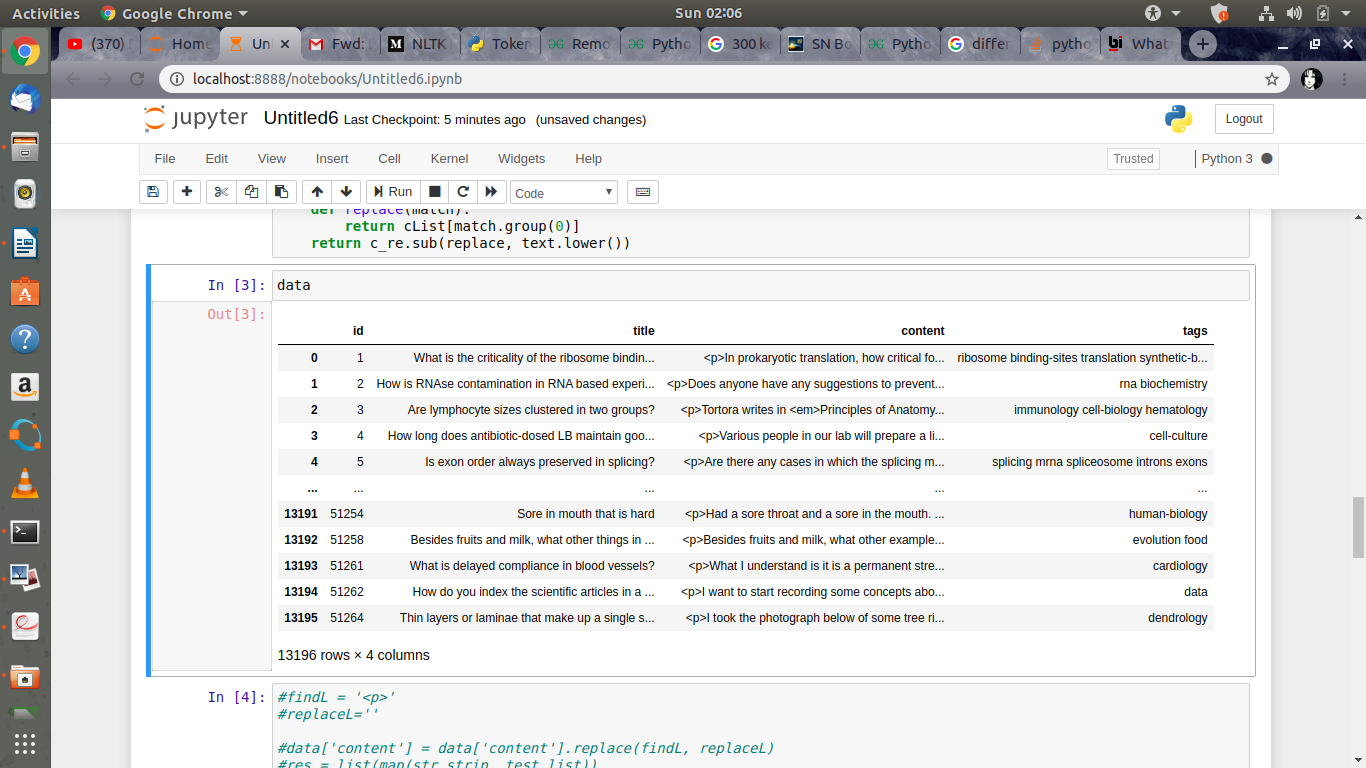 Activities Google Chrome Sun 02:06
(370) Home Un Fwd: NLTK Token Remo Pytho 300 ke SN Bo Pytho differ pytho What
localhost:8888/notebooks/Untitled6.ipynb
jupyter Untitled6 Last Checkpoint: 5 minutes ago (unsaved changes) Logout
File Edit View Insert Cell Kernel Widgets Help Trusted Python 3
Run Code
def replace(match):
return cList[match.group(0)]
return c_re.sub(replace, text.lower())
In [3]: data
Out[3]:
id title content tags
0 1 What is the criticality of the ribosome bindin... <p>In prokaryotic translation, how critical fo... ribosome binding-sites translation synthetic-b...
1 2 How is RNAse contamination in RNA based experi... <p>Does anyone have any suggestions to prevent... rna biochemistry
2 3 Are lymphocyte sizes clustered in two groups? <p>Tortora writes in <em>Principles of Anatomy... immunology cell-biology hematology
3 4 How long does antibiotic-dosed LB maintain goo... <p>Various people in our lab will prepare a li... cell-culture
4 5 Is exon order always preserved in splicing? <p>Are there any cases in which the splicing m... splicing mrna spliceosome introns exons
... ... ... ... ...
13191 51254 Sore in mouth that is hard <p>Had a sore throat and a sore in the mouth. ... human-biology
13192 51258 Besides fruits and milk, what other things in ... <p>Besides fruits and milk, what other example... evolution food
13193 51261 What is delayed compliance in blood vessels? <p>What I understand is it is a permanent stre... cardiology
13194 51262 How do you index the scientific articles in a ... <p>I want to start recording some concepts abo... data
13195 51264 Thin layers or laminae that make up a single s... <p>I took the photograph below of some tree ri... dendrology
13196 rows × 4 columns
In [4]: #findL = '<p>'
#replaceL=''
#data['content'] = data['content'].replace(findL, replaceL)
#res = list(map(str.strip, test_list))